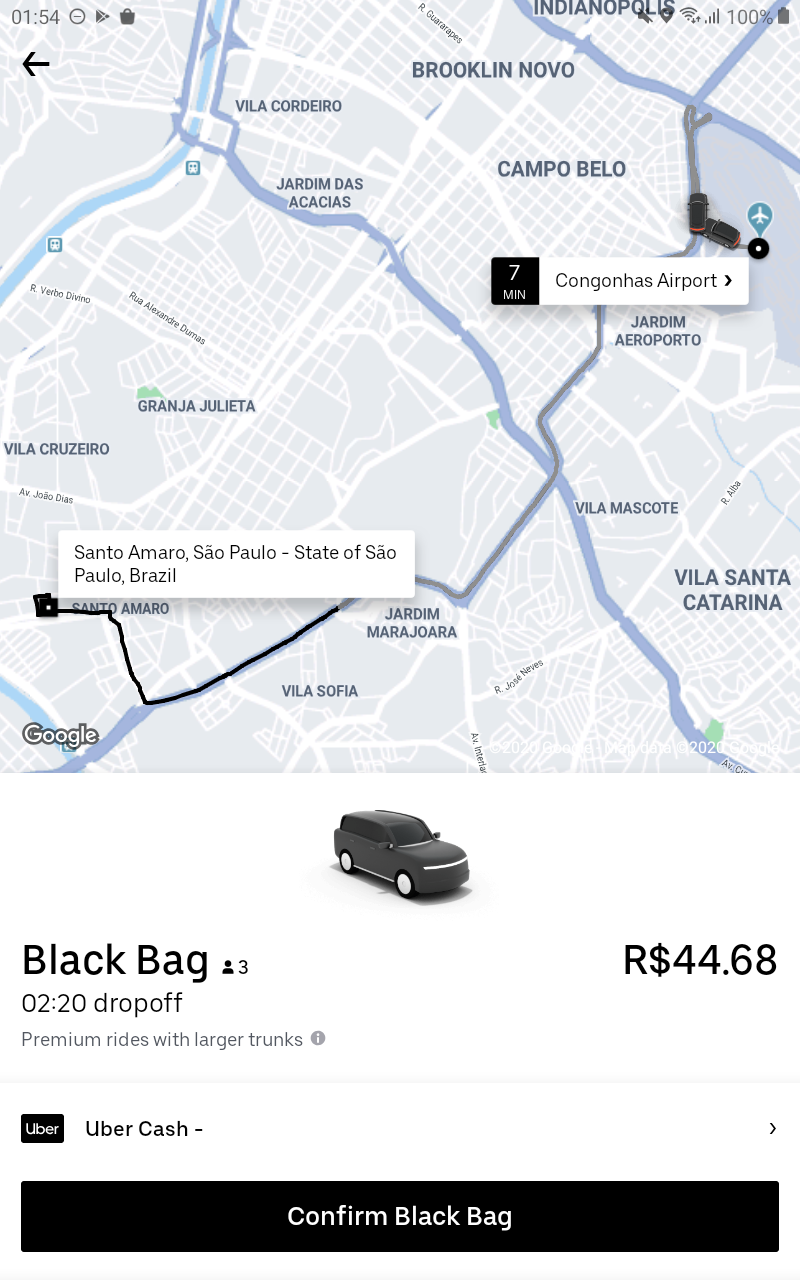 01:54
100%
INDIANOPOLIS
R. Guararapes
BROOKLIN NOVO
VILA CORDEIRO
CAMPO BELO
JARDIM DAS
ACACIAS
7
MIN
Congonhas Airport ›
R. Verbo Divino
Rua Alexandre Dumas
JARDIM
AEROPORTO
GRANJA JULIETA
VILA CRUZEIRO
Av. João Dias
R. Alba
VILA MASCOTE
Santo Amaro, São Paulo - State of São
Paulo, Brazil
VILA SANTA
CATARINA
SANTO AMARO
JARDIM
MARAJOARA
R. José Neves
VILA SOFIA
Google
©2020 Google - Map data ©2020 Google
Black Bag 3
R$44.68
02:20 dropoff
Premium rides with larger trunks
Uber
Uber Cash -
Confirm Black Bag